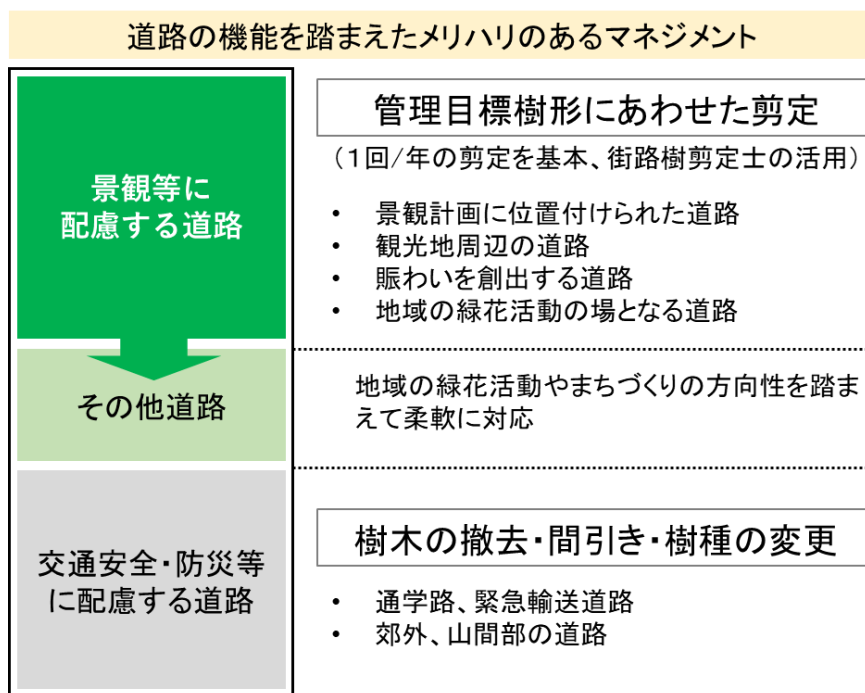 道路の機能を踏まえたメリハリのあるマネジメント
景観等に
配慮する道路
管理目標樹形にあわせた剪定
(1回/年の剪定を基本、街路樹剪定士の活用)
• 景観計画に位置付けられた道路
• 観光地周辺の道路
• 賑わいを創出する道路
• 地域の緑花活動の場となる道路
その他道路
地域の緑花活動やまちづくりの方向性を踏ま
えて柔軟に対応
交通安全・防災等
に配慮する道路
樹木の撤去・間引き・樹種の変更
• 通学路、緊急輸送道路
• 郊外、山間部の道路